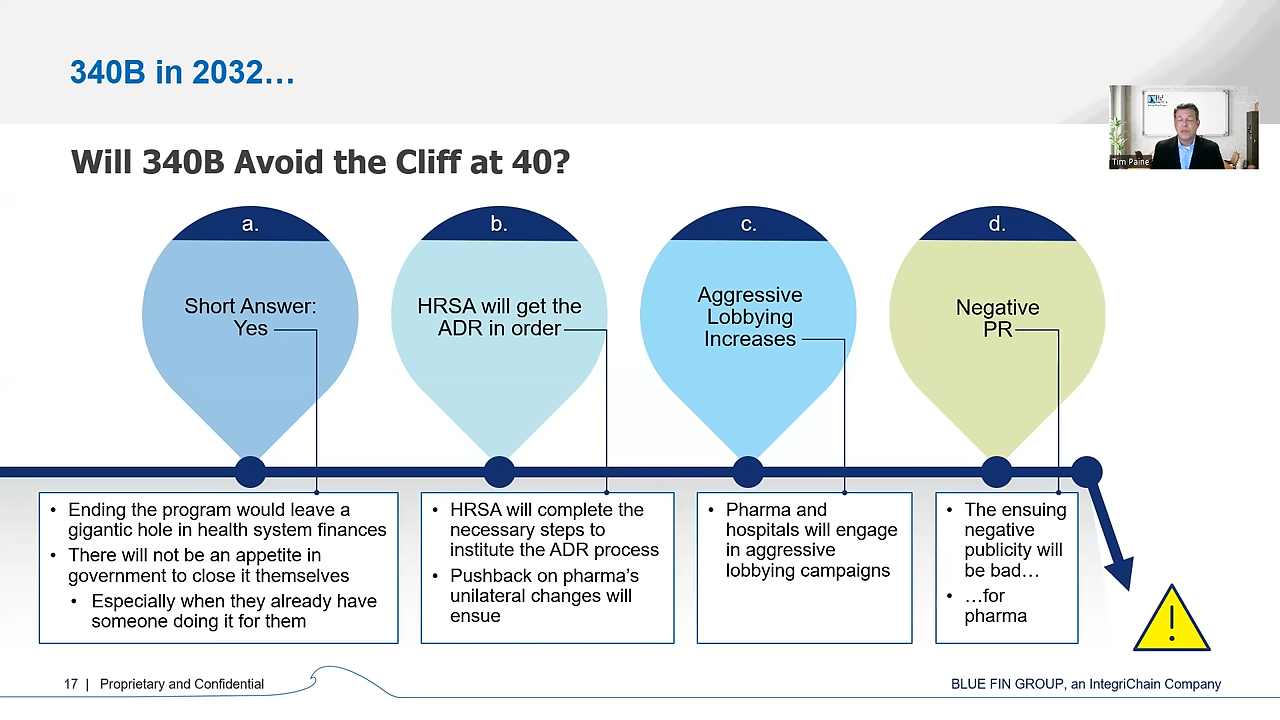 340B in 2032…
Tim Paine
Will 340B Avoid the Cliff at 40?
a.
Short Answer:
Yes
b.
HRSA will get the
ADR in order
c.
Aggressive
Lobbying
Increases
d.
Negative
PR
• Ending the program would leave a
gigantic hole in health system finances
• There will not be an appetite in
government to close it themselves
• Especially when they already have
someone doing it for them
• HRSA will complete the
necessary steps to
institute the ADR process
• Pushback on pharma’s
unilateral changes will
ensue
• Pharma and
hospitals will engage
in aggressive
lobbying campaigns
• The ensuing
negative
publicity will
be bad…
• …for
pharma
!
17 | Proprietary and Confidential
BLUE FIN GROUP, an IntegriChain Company